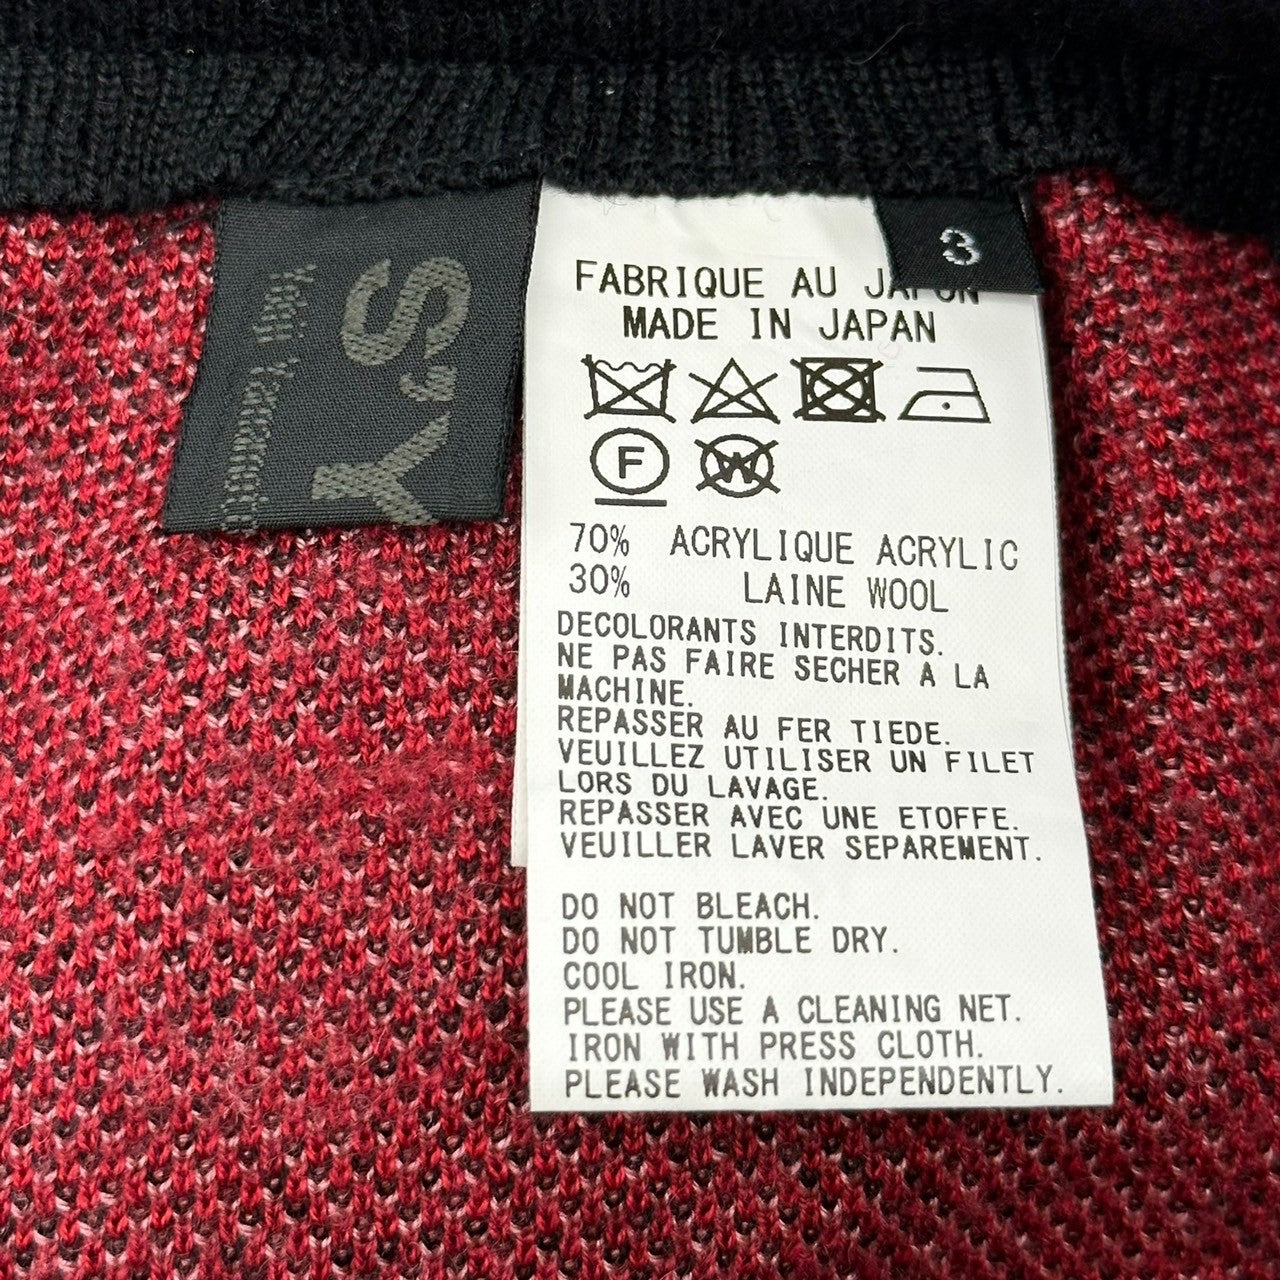 Y's
Yohji Yamamoto
3
FABRIQUE AU JAPON
MADE IN JAPAN
F
W
70% ACRYLIQUE ACRYLIC
30% LAINE WOOL
DECOLORANTS INTERDITS.
NE PAS FAIRE SECHER A LA
MACHINE.
REPASSER AU FER TIEDE.
VEUILLEZ UTILISER UN FILET
LORS DU LAVAGE.
REPASSER AVEC UNE ETOFFE.
VEUILLER LAVER SEPAREMENT.
DO NOT BLEACH.
DO NOT TUMBLE DRY.
COOL IRON.
PLEASE USE A CLEANING NET.
IRON WITH PRESS CLOTH.
PLEASE WASH INDEPENDENTLY.